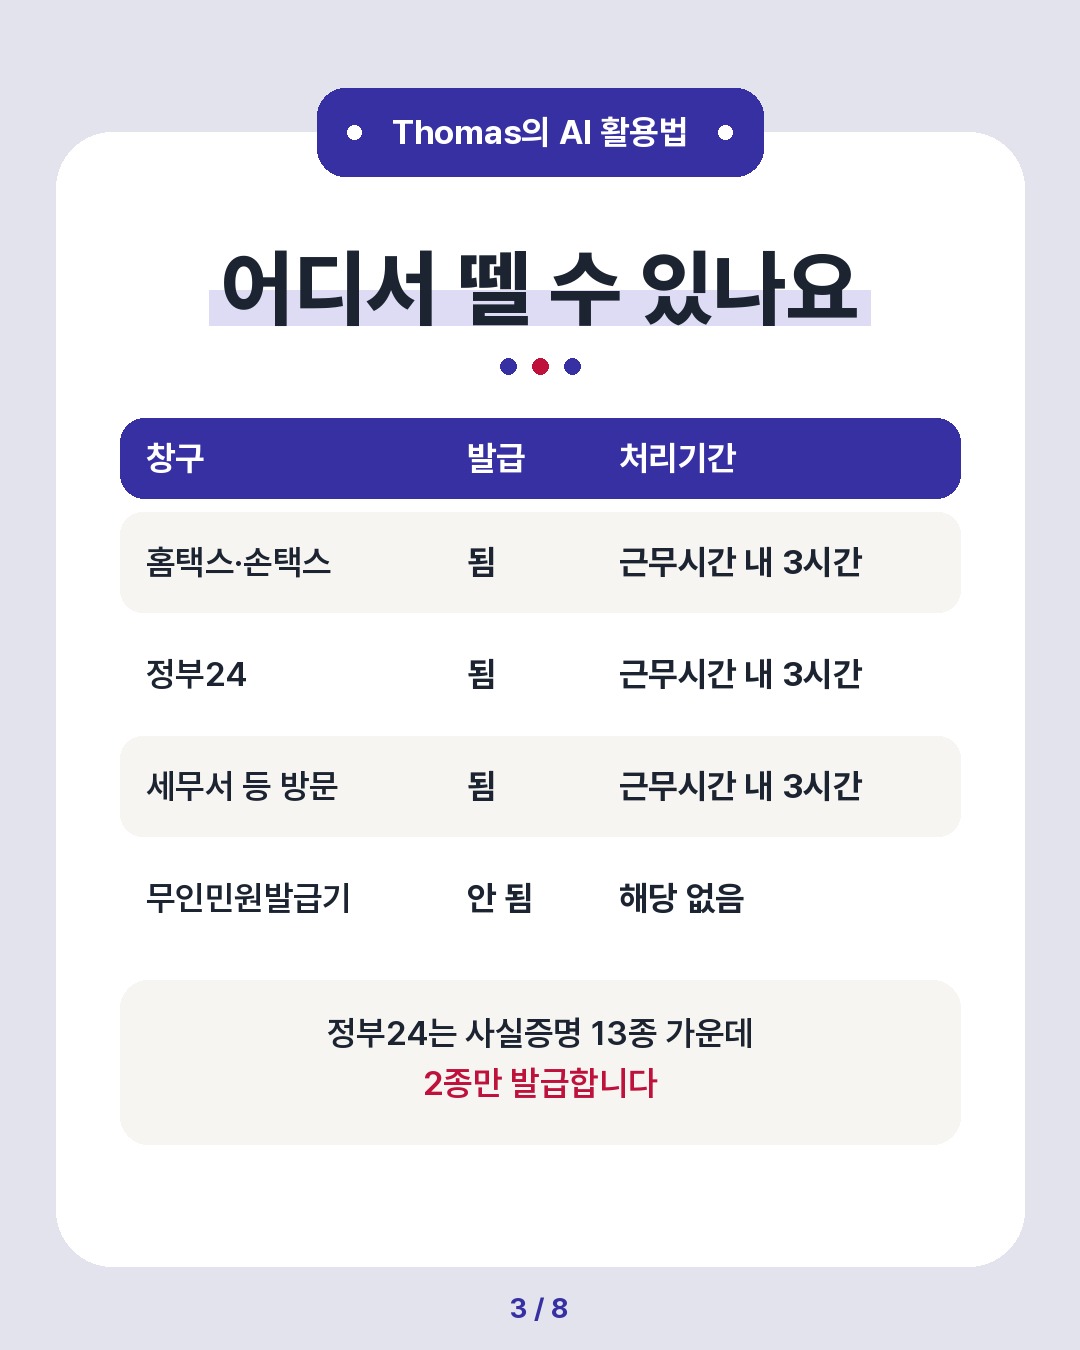 Thomas의 AI 활용법
어디서 뗄 수 있나요
창구 발급 처리기간
홈택스·손택스 됨 근무시간 내 3시간
정부24 됨 근무시간 내 3시간
세무서 등 방문 됨 근무시간 내 3시간
무인민원발급기 안 됨 해당 없음
정부24는 사실증명 13종 가운데
2종만 발급합니다
3 / 8